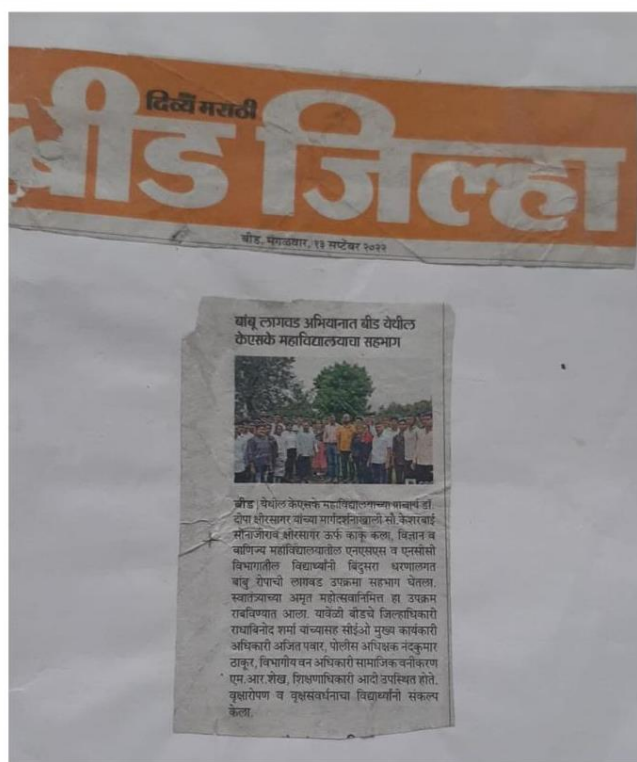 दिव्य मराठी
बीड जिल्हा
बीड, मंगळवार, १३ सप्टेंबर २०२२
बांबू लागवड अभियानात बीड येथील
केएसके महाविद्यालयाचा सहभाग
बीड | येथील केएसके महाविद्यालयाच्या प्राचार्य डॉ.
दीपा क्षीरसागर यांच्या मार्गदर्शनाखाली सौ.केशरबाई
सोनाजीराव क्षीरसागर ऊर्फ काकू कला, विज्ञान व
वाणिज्य महाविद्यालयातील एनएसएस व एनसीसी
विभागातील विद्यार्थ्यांनी बिंदुसरा धरणालगत
बांबु रोपाची लागवड उपक्रमा सहभाग घेतला.
स्वातंत्र्याच्या अमृत महोत्सवानिमित्त हा उपक्रम
राबविण्यात आला. यावेळी बीडचे जिल्हाधिकारी
राधाबिनोद शर्मा यांच्यासह सीईओ मुख्य कार्यकारी
अधिकारी अजित पवार, पोलीस अधिक्षक नंदकुमार
ठाकूर, विभागीय वन अधिकारी सामाजिक वनीकरण
एम.आर.शेख, शिक्षणाधिकारी आदी उपस्थित होते.
वृक्षारोपण व वृक्षसंवर्धनाचा विद्यार्थ्यांनी संकल्प
केला.